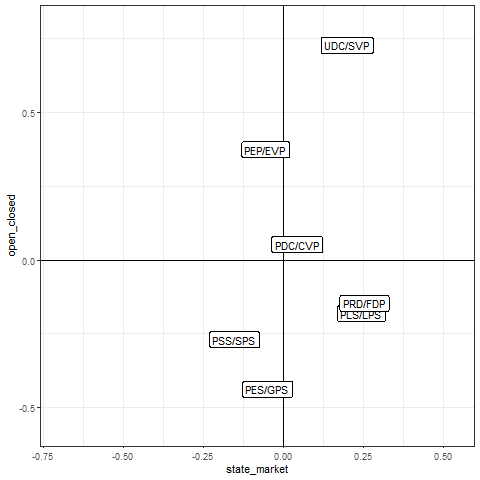 UDC/SVP
0.5
PEP/EVP
open_closed
PDC/CVP
0.0
PRD/FDP
PLS/LPS
PSS/SPS
PES/GPS
-0.5
-0.75
-0.50
-0.25
0.00
0.25
0.50
state_market